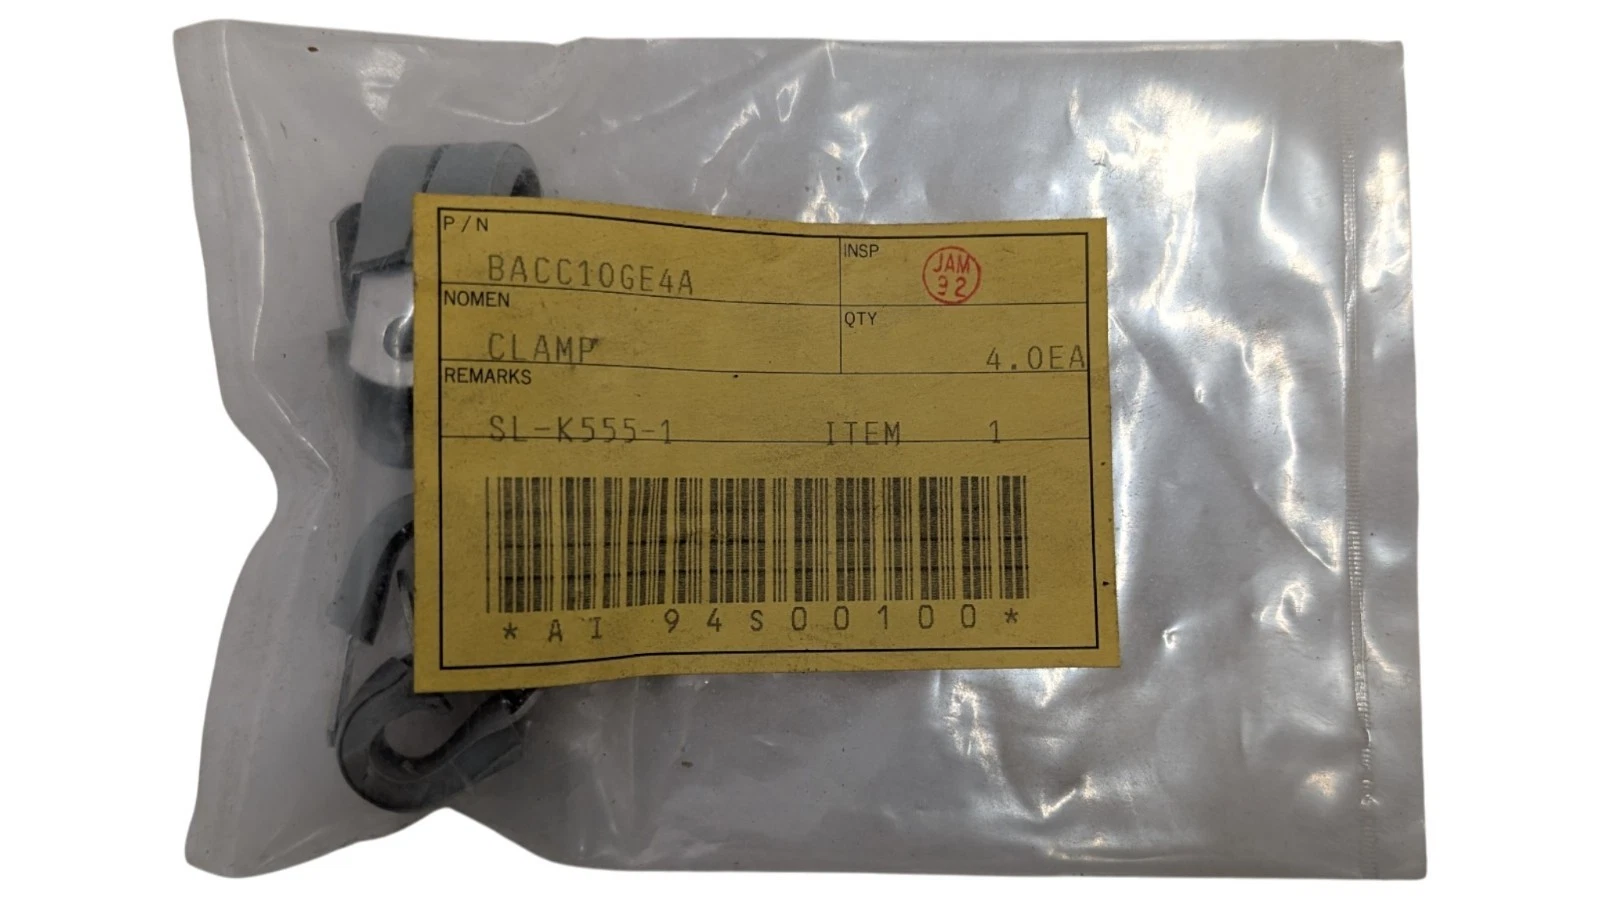 P/N
BACC10GE4A
INSP
JAM
92
NOMEN
CLAMP
QTY
4.0EA
REMARKS
SL-K555-1 ITEM 1
*AI 94S00100*